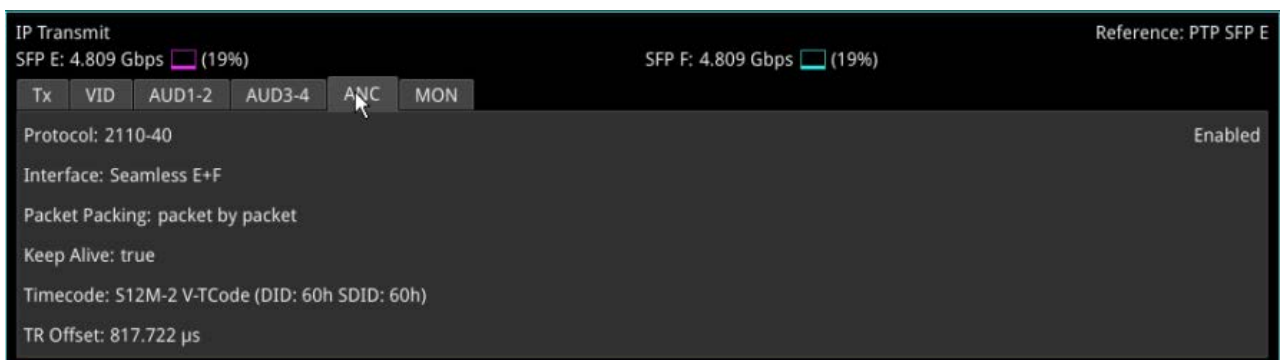 IP Transmit
Reference: PTP SFP E
SFP E: 4.809 Gbps (19%)
SFP F: 4.809 Gbps (19%)
Tx VID AUD1-2 AUD3-4 ANC MON
Protocol: 2110-40
Enabled
Interface: Seamless E+F
Packet Packing: packet by packet
Keep Alive: true
Timecode: S12M-2 V-TCode (DID: 60h SDID: 60h)
TR Offset: 817.722 µs